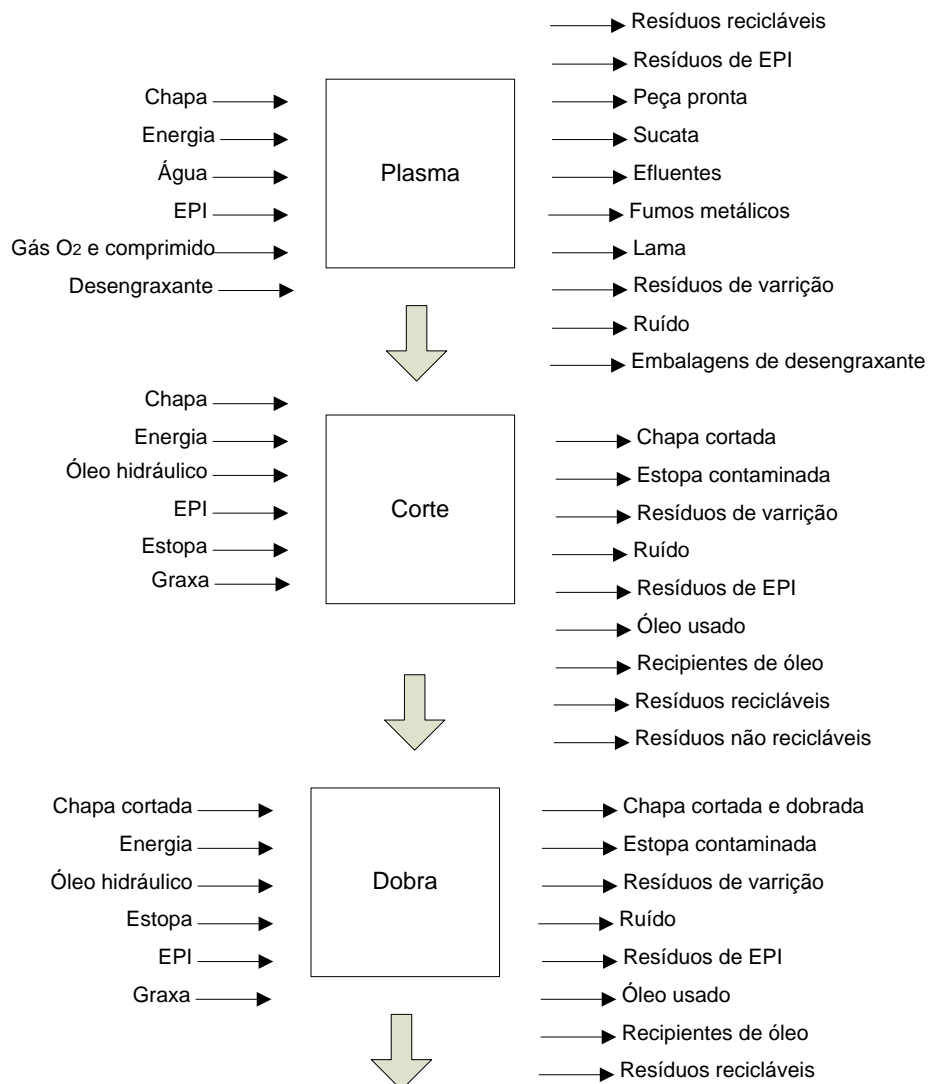 Resíduos recicláveis
Resíduos de EPI
Chapa
Peça pronta
Energia
Sucata
Água
Plasma
Efluentes
EPI
Fumos metálicos
Gás O2 e comprimido
Lama
Desengraxante
Resíduos de varrição
Ruído
Embalagens de desengraxante
Chapa
Energia
Chapa cortada
Óleo hidráulico
Estopa contaminada
EPI
Corte
Resíduos de varrição
Estopa
Ruído
Graxa
Resíduos de EPI
Óleo usado
Recipientes de óleo
Resíduos recicláveis
Resíduos não recicláveis
Chapa cortada
Chapa cortada e dobrada
Energia
Estopa contaminada
Óleo hidráulico
Dobra
Resíduos de varrição
Estopa
Ruído
EPI
Resíduos de EPI
Graxa
Óleo usado
Recipientes de óleo
Resíduos recicláveis